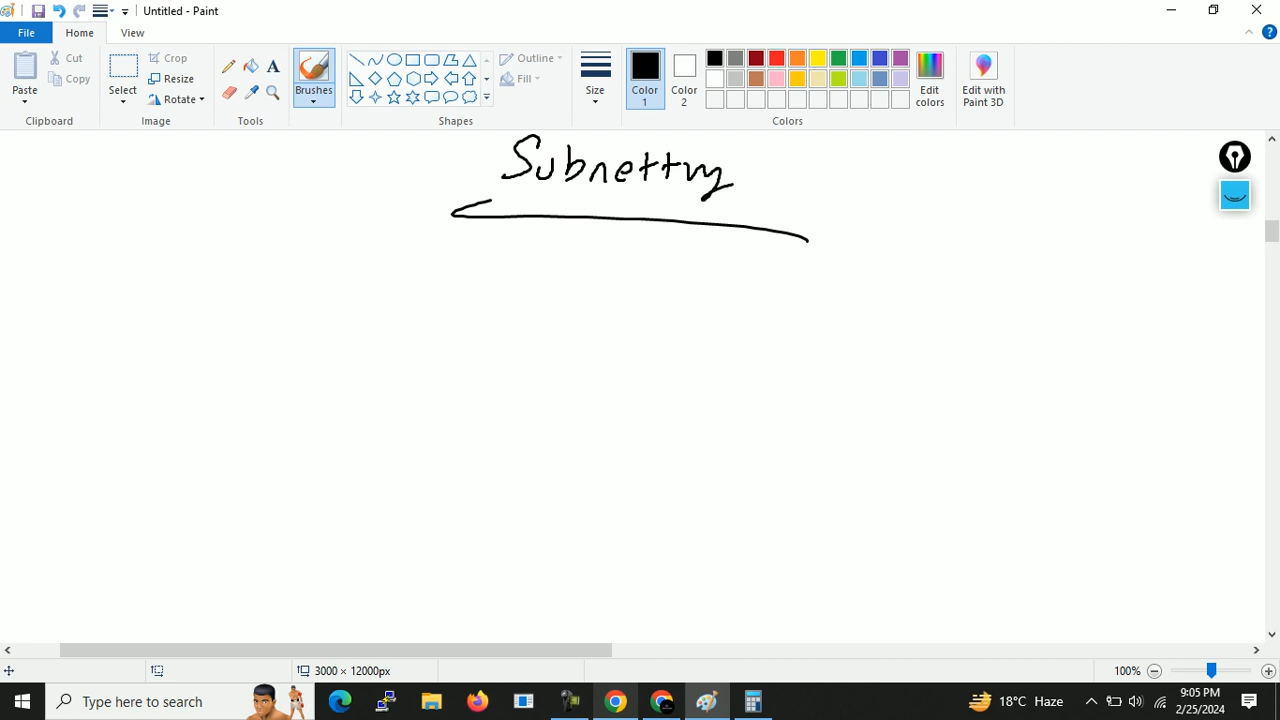 Untitled - Paint
File Home View
Paste Cut Copy Clipboard
Select Crop Resize Rotate Image
Tools
Brushes
Outline Fill Shapes
Size
Color 1 Color 2 Edit colors Edit with Paint 3D Colors
Subnetting
3000 × 12000px 100%
Type here to search 18°C Haze 9:05 PM 2/25/2024